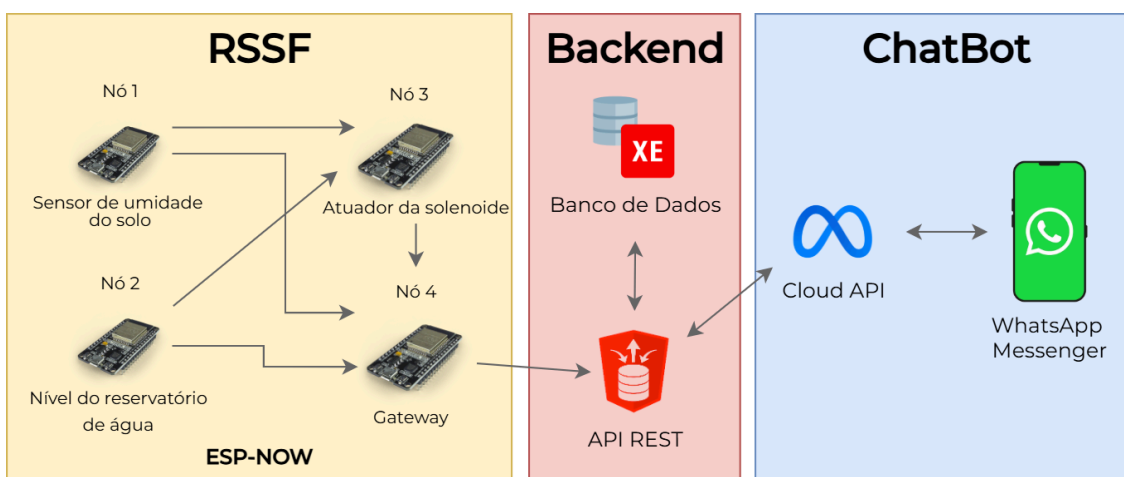 RSSF
Nó 1
Nó 3
Sensor de umidade
do solo
Atuador da solenoide
Nó 2
Nó 4
Nível do reservatório
de água
Gateway
ESP-NOW
Backend
XE
Banco de Dados
API REST
ChatBot
Cloud API
WhatsApp
Messenger